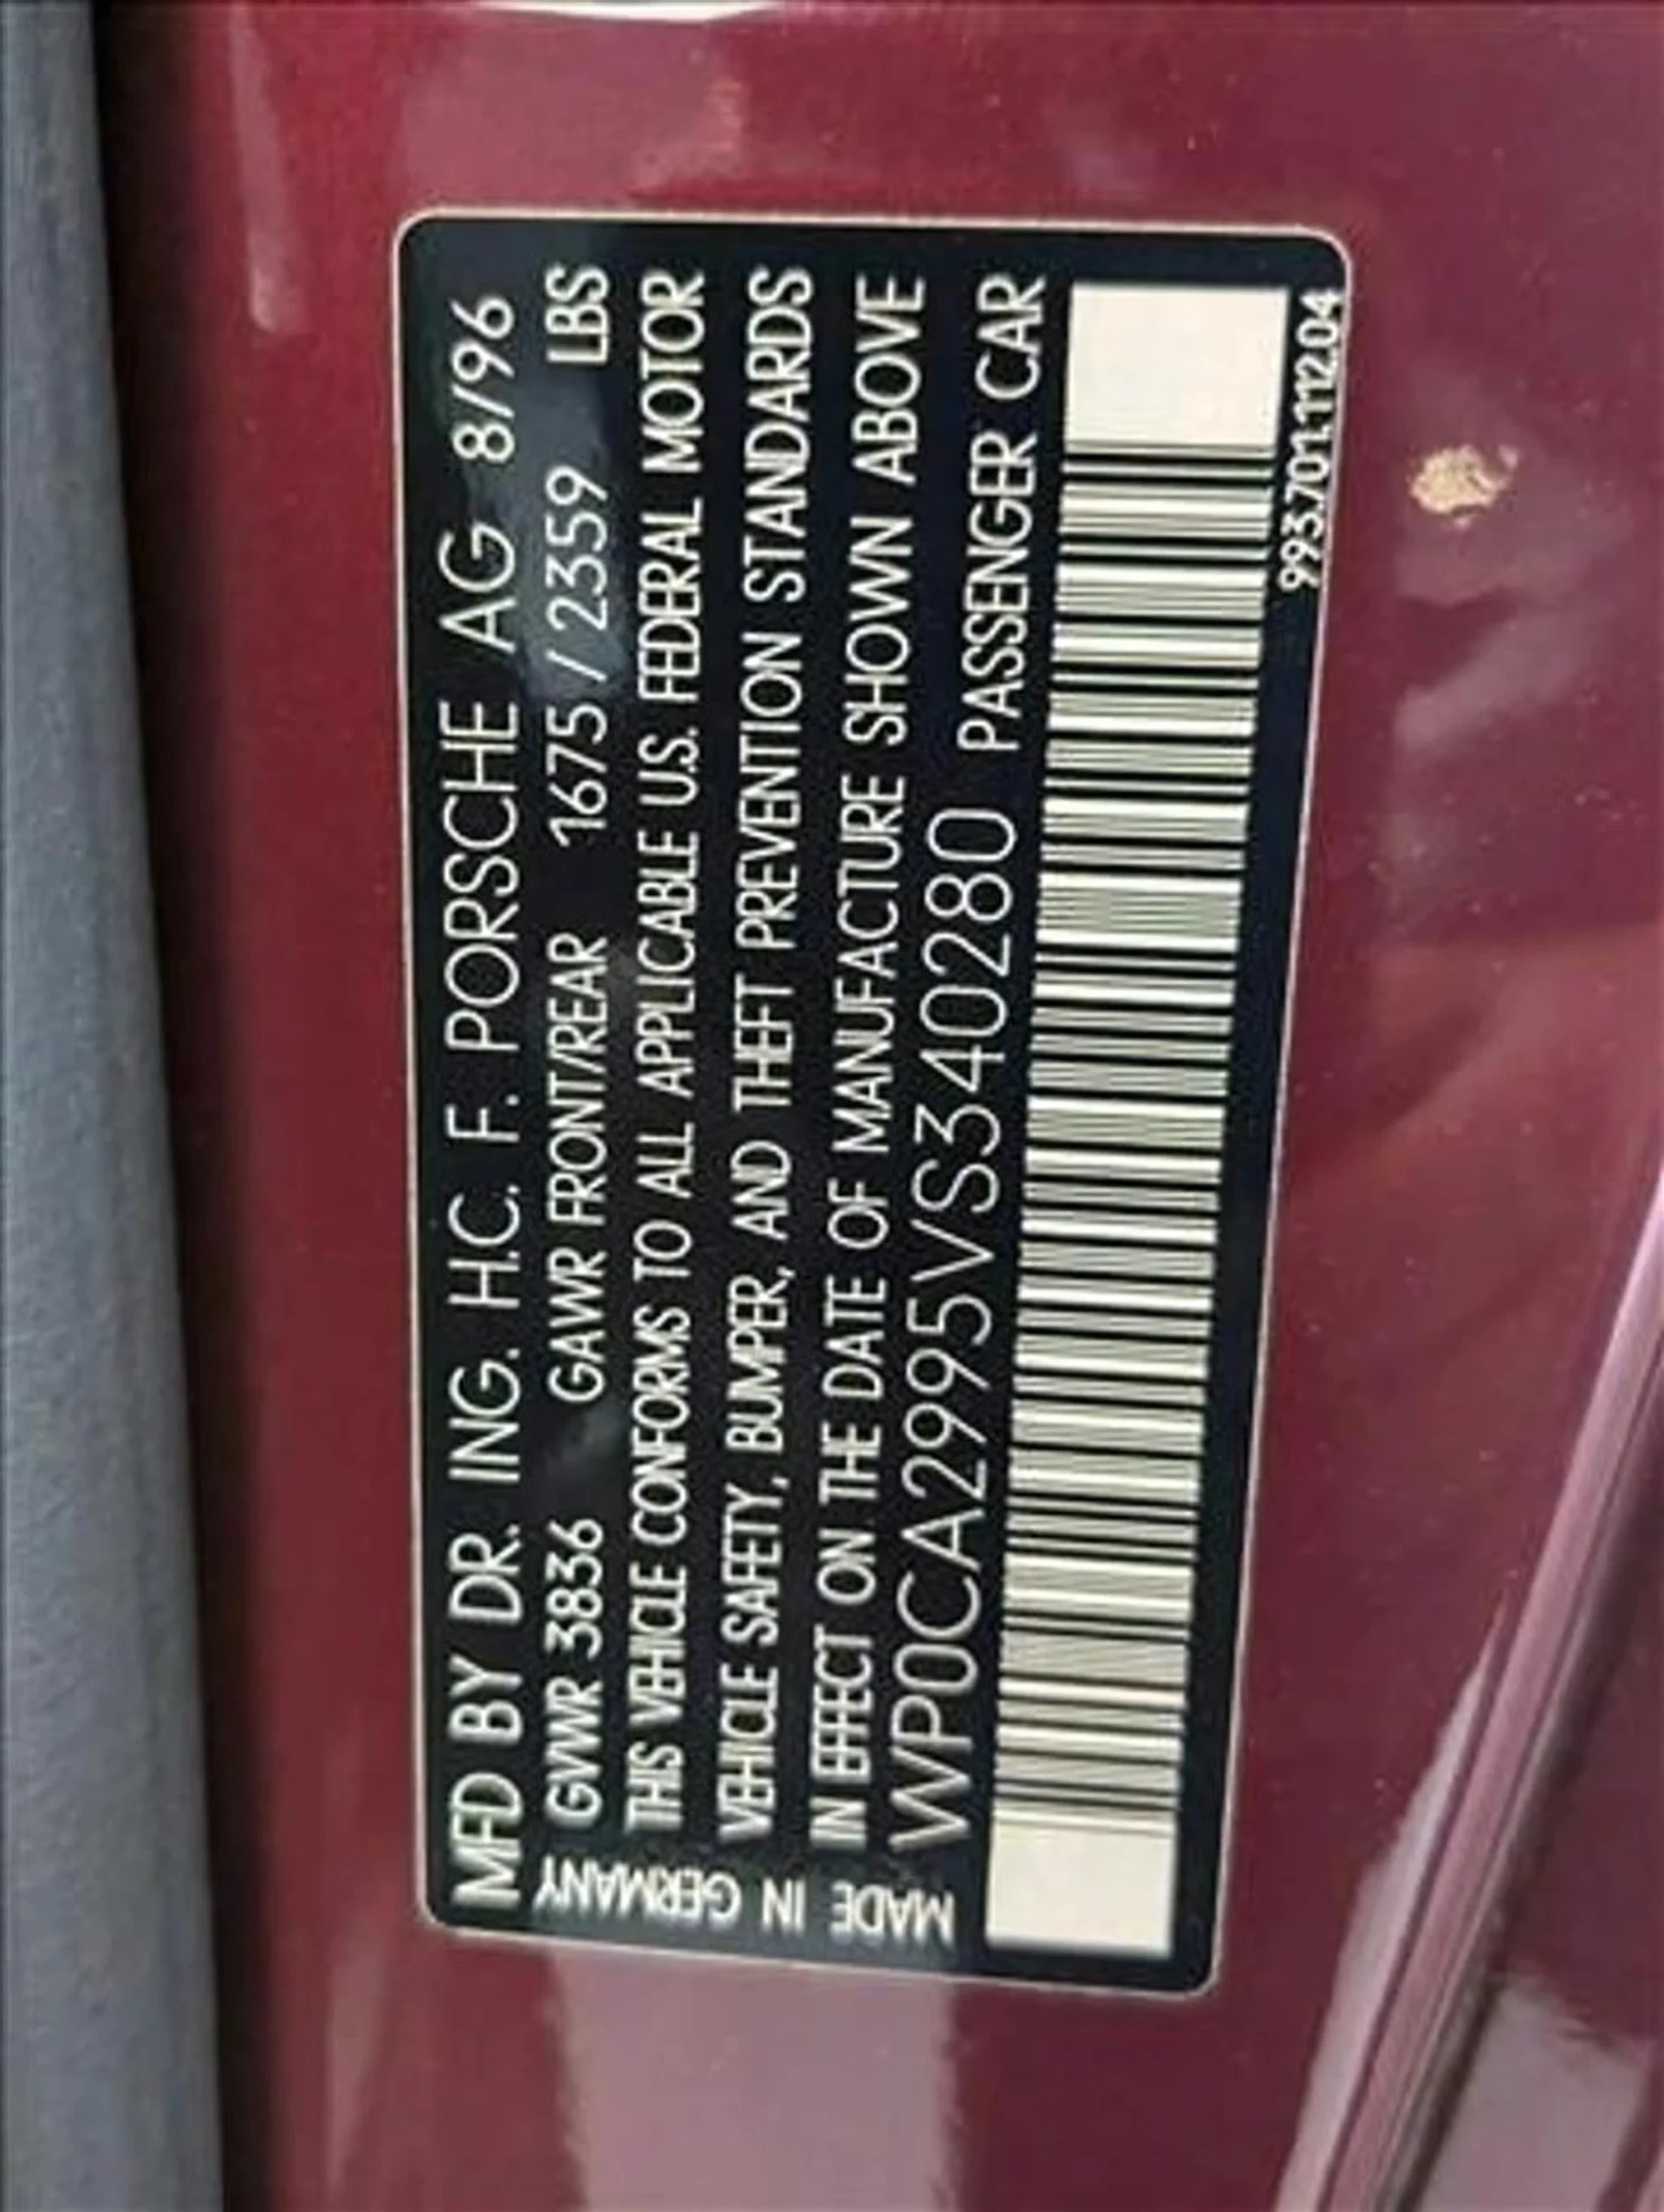 MFD BY DR. ING. H.C. F. PORSCHE AG 8/96
GVWR 3836 GAWR FRONT/REAR 1675 / 2359 LBS
THIS VEHICLE CONFORMS TO ALL APPLICABLE U.S. FEDERAL MOTOR
VEHICLE SAFETY, BUMPER, AND THEFT PREVENTION STANDARDS
IN EFFECT ON THE DATE OF MANUFACTURE SHOWN ABOVE
WP0CA2995VS340280 PASSENGER CAR
MADE IN GERMANY
993.701.112.04